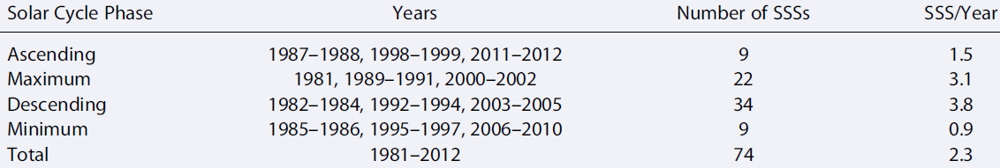 Solar Cycle Phase Years Number of SSSs SSS/Year
Ascending 1987–1988, 1998–1999, 2011–2012 9 1.5
Maximum 1981, 1989–1991, 2000–2002 22 3.1
Descending 1982–1984, 1992–1994, 2003–2005 34 3.8
Minimum 1985–1986, 1995–1997, 2006–2010 9 0.9
Total 1981–2012 74 2.3